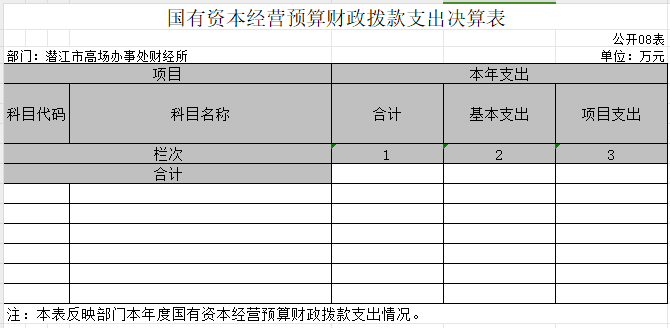 国有资本经营预算财政拨款支出决算表
公开08表
部门：潜江市高场办事处财经所 单位：万元
项目 本年支出
科目代码 科目名称 合计 基本支出 项目支出
栏次 1 2 3
合计
注：本表反映部门本年度国有资本经营预算财政拨款支出情况。